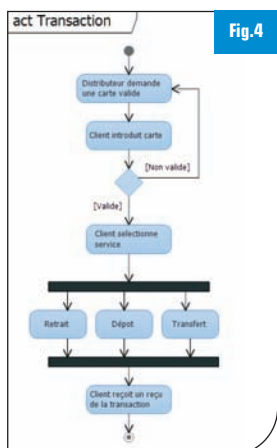 act Transaction
Fig.4
Distributeur demande
une carte valide
Client introduit carte
[Non valide]
[Valide]
Client selectionne
service
Retrait Dépot Transfert
Client reçoit un reçu
de la transaction